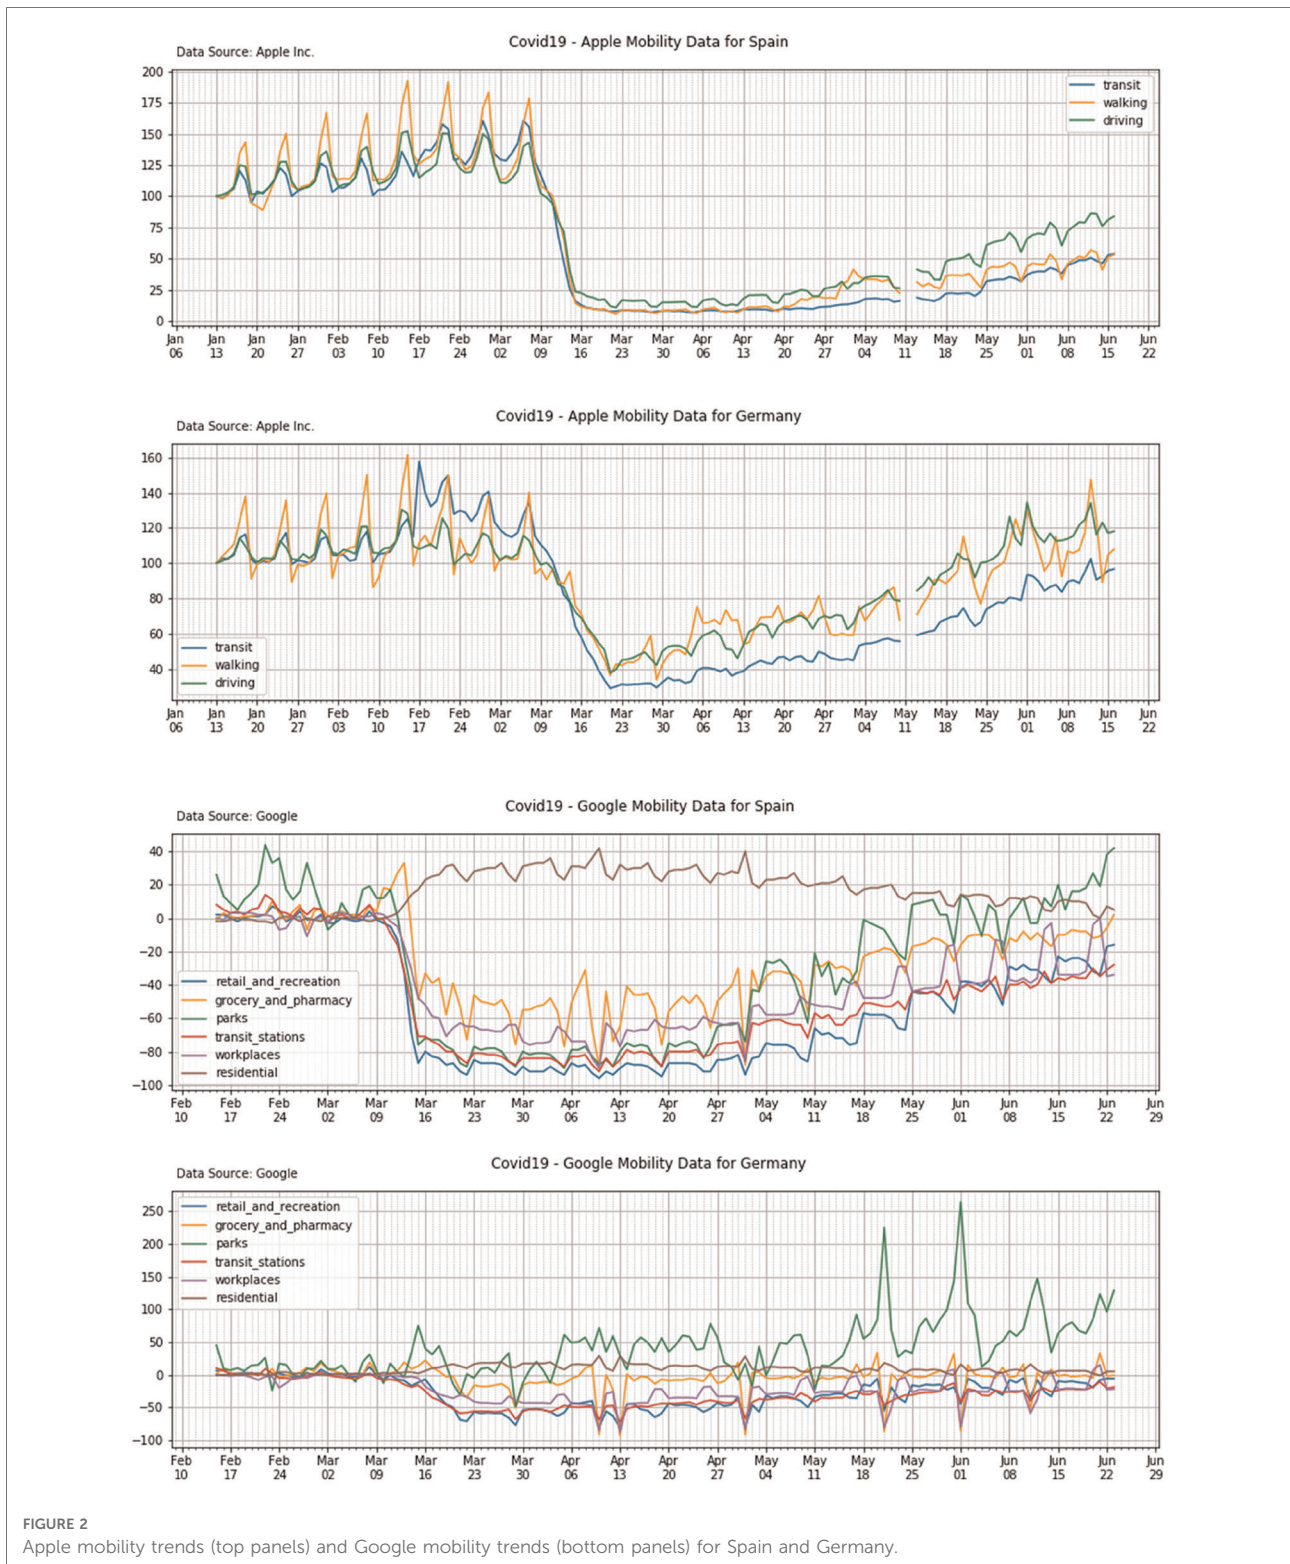 Covid19 - Apple Mobility Data for Spain
Data Source: Apple Inc.
200
175
150
125
100
75
50
25
0
transit
walking
driving
Jan Jan Jan Jan Feb Feb Feb Feb Mar Mar Mar Mar Mar Apr Apr Apr Apr May May May May Jun Jun Jun Jun
06 13 20 27 03 10 17 24 02 09 16 23 30 06 13 20 27 04 11 18 25 01 08 15 22
Covid19 - Apple Mobility Data for Germany
Data Source: Apple Inc.
160
140
120
100
80
60
40
transit
walking
driving
Jan Jan Jan Jan Feb Feb Feb Feb Mar Mar Mar Mar Mar Apr Apr Apr Apr May May May May Jun Jun Jun Jun
06 13 20 27 03 10 17 24 02 09 16 23 30 06 13 20 27 04 11 18 25 01 08 15 22
Covid19 - Google Mobility Data for Spain
Data Source: Google
40
20
0
−20
−40
−60
−80
−100
retail_and_recreation
grocery_and_pharmacy
parks
transit_stations
workplaces
residential
Feb Feb Feb Mar Mar Mar Mar Mar Apr Apr Apr Apr May May May May Jun Jun Jun Jun Jun
10 17 24 02 09 16 23 30 06 13 20 27 04 11 18 25 01 08 15 22 29
Covid19 - Google Mobility Data for Germany
Data Source: Google
250
200
150
100
50
0
−50
−100
retail_and_recreation
grocery_and_pharmacy
parks
transit_stations
workplaces
residential
Feb Feb Feb Mar Mar Mar Mar Mar Apr Apr Apr Apr May May May May Jun Jun Jun Jun Jun
10 17 24 02 09 16 23 30 06 13 20 27 04 11 18 25 01 08 15 22 29
FIGURE 2
Apple mobility trends (top panels) and Google mobility trends (bottom panels) for Spain and Germany.